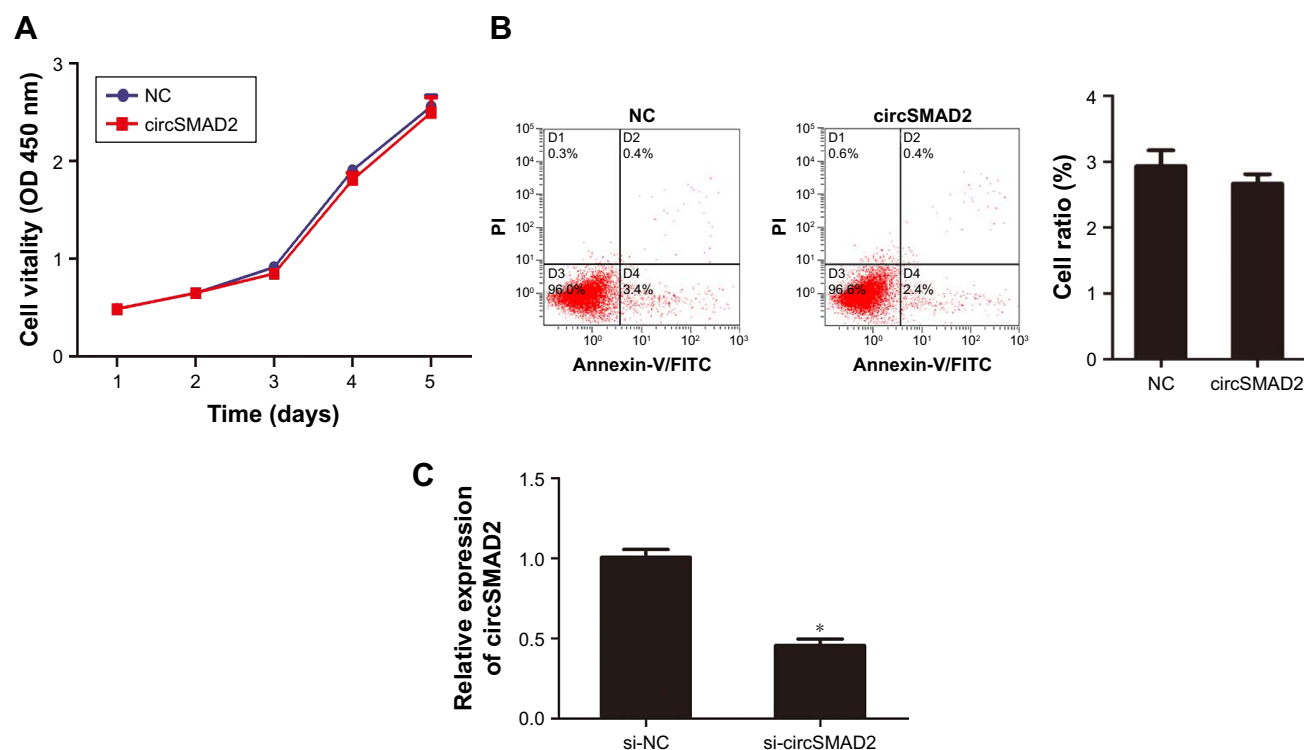 A
Cell vitality (OD 450 nm)
3
2
1
0
NC
circSMAD2
1 2 3 4 5
Time (days)
B
NC
PI
10⁵
10⁴
10³
10²
10¹
10⁰
D1
0.3%
D2
0.4%
D3
96.0%
D4
3.4%
10⁰ 10¹ 10² 10³
Annexin-V/FITC
circSMAD2
PI
10⁵
10⁴
10³
10²
10¹
10⁰
D1
0.6%
D2
0.4%
D3
96.6%
D4
2.4%
10⁰ 10¹ 10² 10³
Annexin-V/FITC
Cell ratio (%)
4
3
2
1
0
NC circSMAD2
C
Relative expression
of circSMAD2
1.5
1.0
0.5
0.0
*
si-NC si-circSMAD2